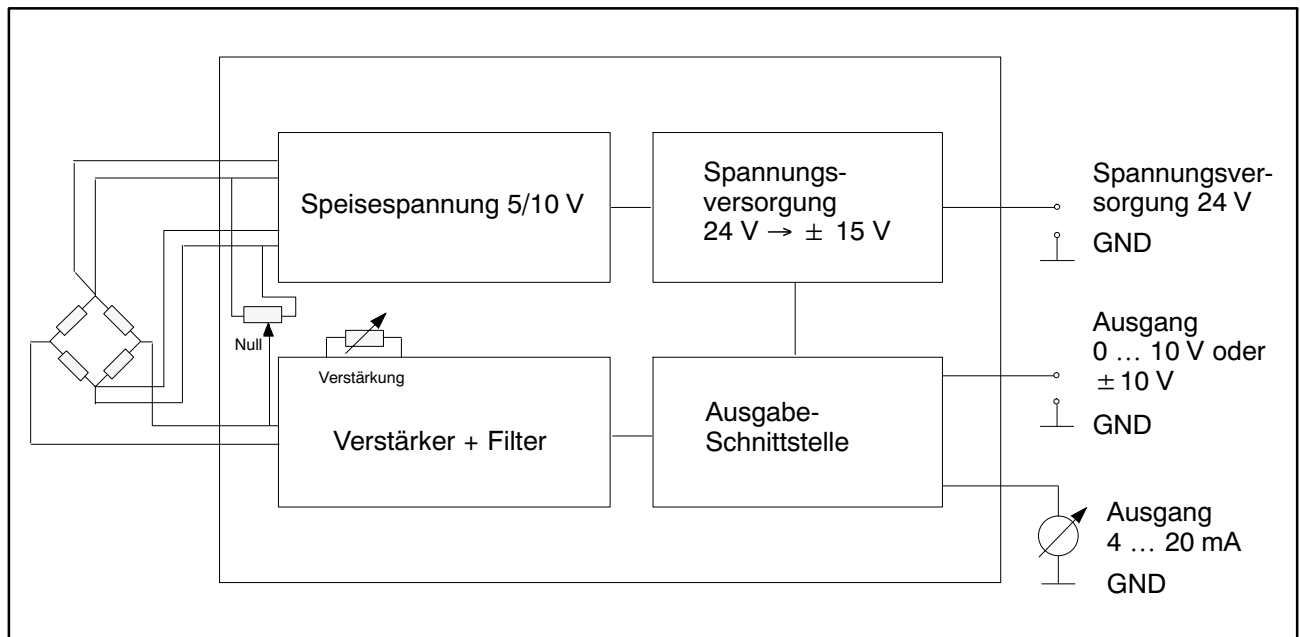 Speisespannung 5/10 V
Spannungs-
versorgung
24 V → ± 15 V
Spannungsver-
sorgung 24 V
GND
Null
Verstärkung
Verstärker + Filter
Ausgabe-
Schnittstelle
Ausgang
0 … 10 V oder
±10 V
GND
Ausgang
4 … 20 mA
GND